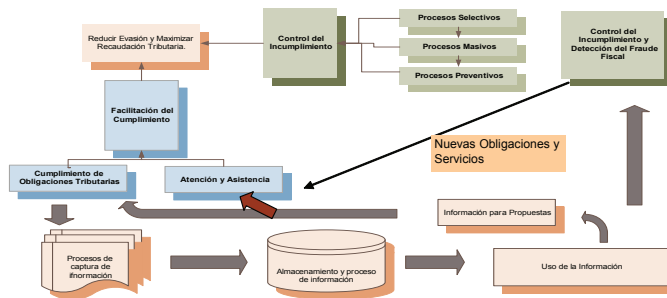 Reducir Evasión y Maximizar
Recaudación Tributaria.
Control del
Incumplimiento
Procesos Selectivos
Procesos Masivos
Procesos Preventivos
Control del
Incumplimiento y
Detección del Fraude
Fiscal
Facilitación del
Cumplimiento
Nuevas Obligaciones y
Servicios
Cumplimiento de
Obligaciones Tributarias
Atención y Asistencia
Información para Propuestas
Procesos de
captura de
ifnormación
Almacenamiento y proceso
de información
Uso de la Información